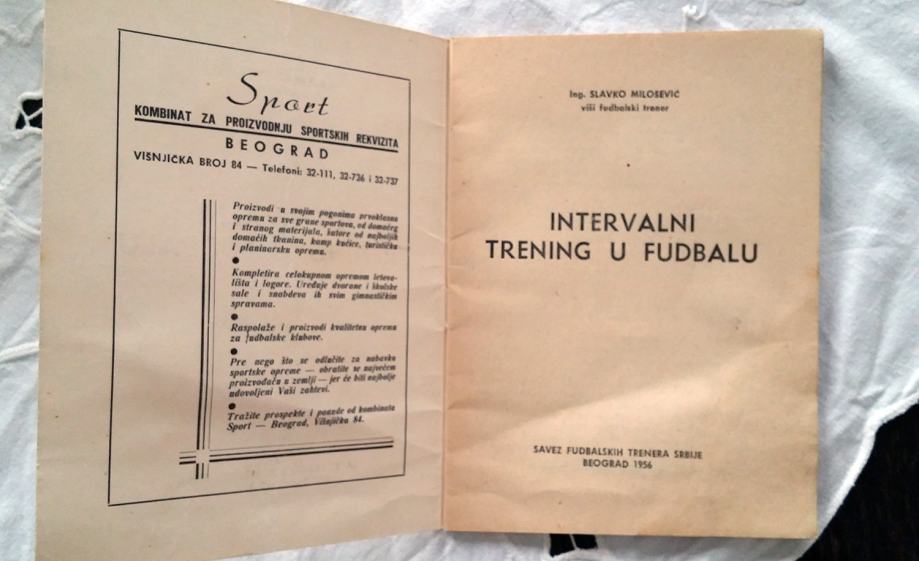 Sport
KOMBINAT ZA PROIZVODNJU SPORTSKIH REKVIZITA
BEOGRAD
VIŠNJIČKA BROJ 84 — Telefoni: 32-111, 32-736 i 32-737
Proizvodi u svojim pogonima prvoklasnu
opremu za sve grane sportova, od domaćeg
i stranog materijala, šatore od najboljih
domaćih tkanina, kamp kućice, turističku
i planinarsku opremu.
Kompletira celokupnom opremom letova-
lišta i logore. Uređuje dvorane i školske
sale i snabdeva ih svim gimnastičkim
spravama.
Raspolaže i proizvodi kvalitetnu opremu
za fudbalske klubove.
Pre nego što se odlučite za nabavku
sportske opreme — obratite se najvećem
proizvođaču u zemlji — jer će biti najbolje
udovoljeni Vaši zahtevi.
Tražite prospekte i ponude od kombinata
Sport — Beograd, Višnjička 84.
Ing. SLAVKO MILOŠEVIĆ
viši fudbalski trener
INTERVALNI
TRENING U FUDBALU
SAVEZ FUDBALSKIH TRENERA SRBIJE
BEOGRAD 1956